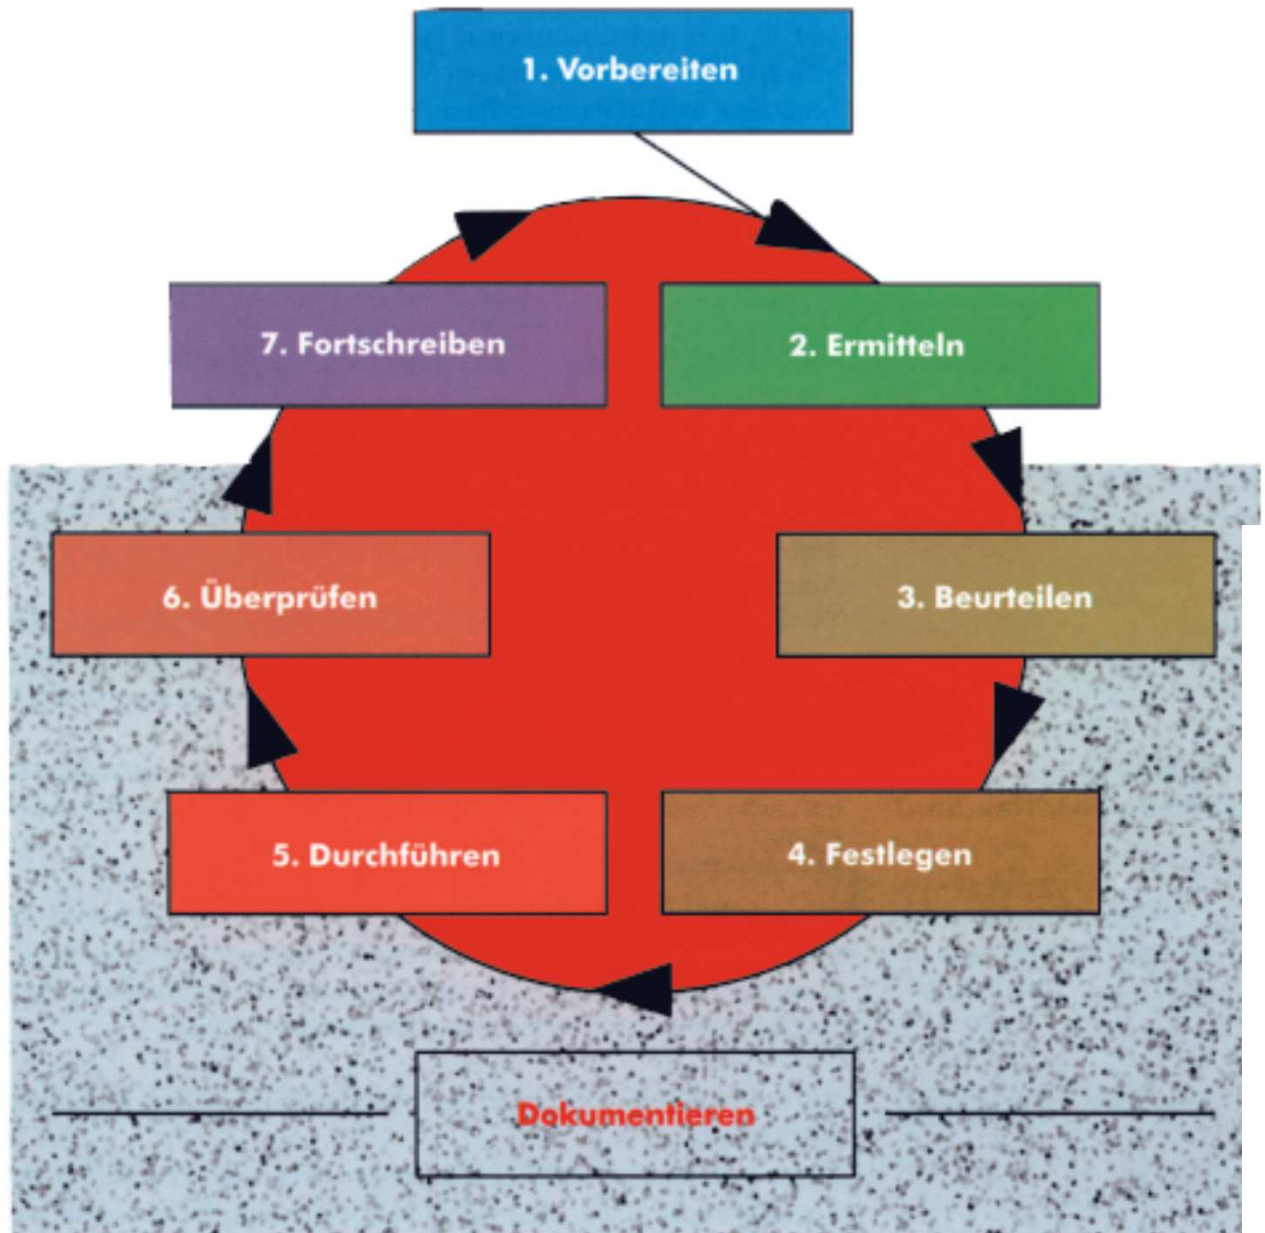 1. Vorbereiten
7. Fortschreiben
2. Ermitteln
6. Überprüfen
3. Beurteilen
5. Durchführen
4. Festlegen
Dokumentieren